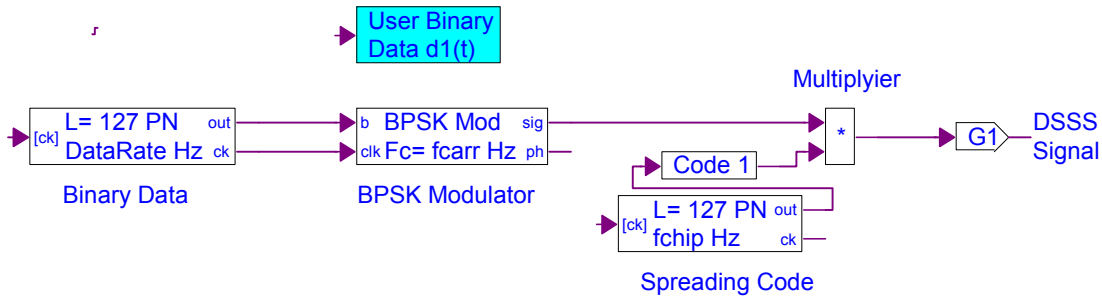 User Binary
Data d1(t)
Multiplyier
[ck] L= 127 PN out
DataRate Hz ck
Binary Data
b BPSK Mod sig
clk Fc= fcarr Hz ph
BPSK Modulator
*
G1
DSSS
Signal
Code 1
[ck] L= 127 PN out
fchip Hz ck
Spreading Code